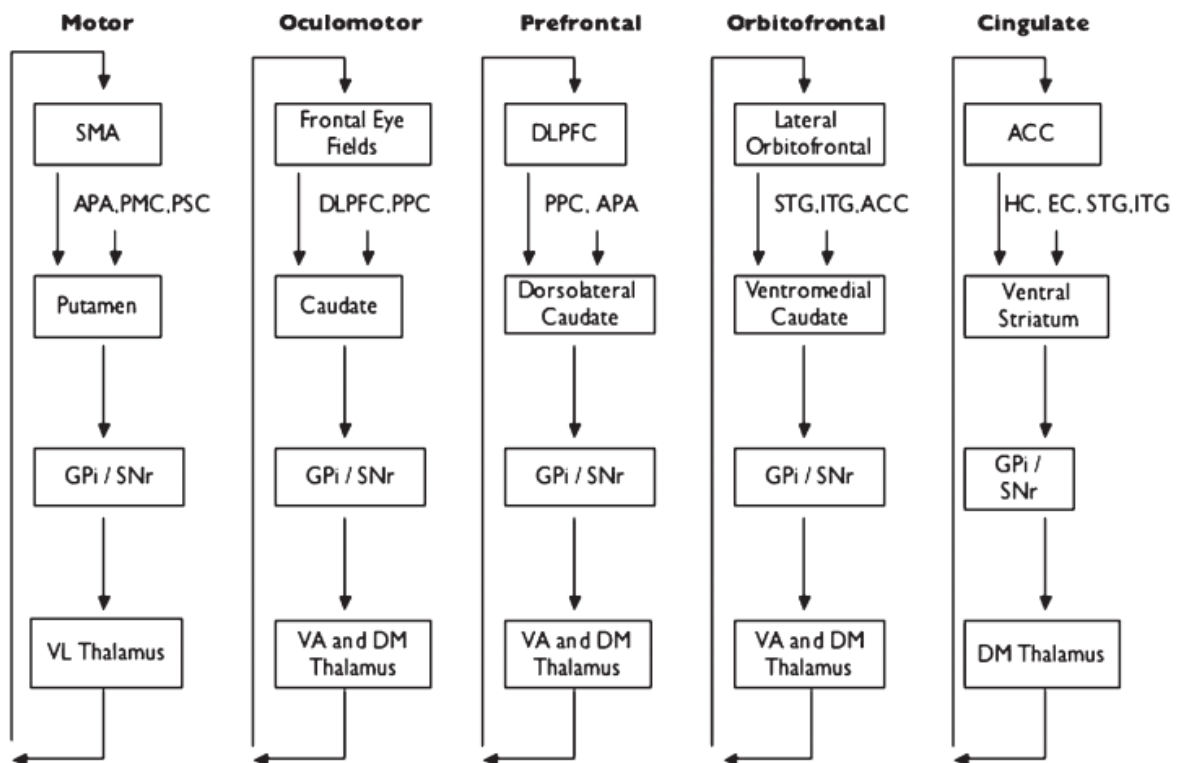 Motor
Oculomotor
Prefrontal
Orbitofrontal
Cingulate
SMA
Frontal Eye
Fields
DLPFC
Lateral
Orbitofrontal
ACC
APA,PMC,PSC
DLPFC,PPC
PPC, APA
STG,ITG,ACC
HC, EC, STG,ITG
Putamen
Caudate
Dorsolateral
Caudate
Ventromedial
Caudate
Ventral
Striatum
GPi / SNr
GPi / SNr
GPi / SNr
GPi / SNr
GPi /
SNr
VL Thalamus
VA and DM
Thalamus
VA and DM
Thalamus
VA and DM
Thalamus
DM Thalamus